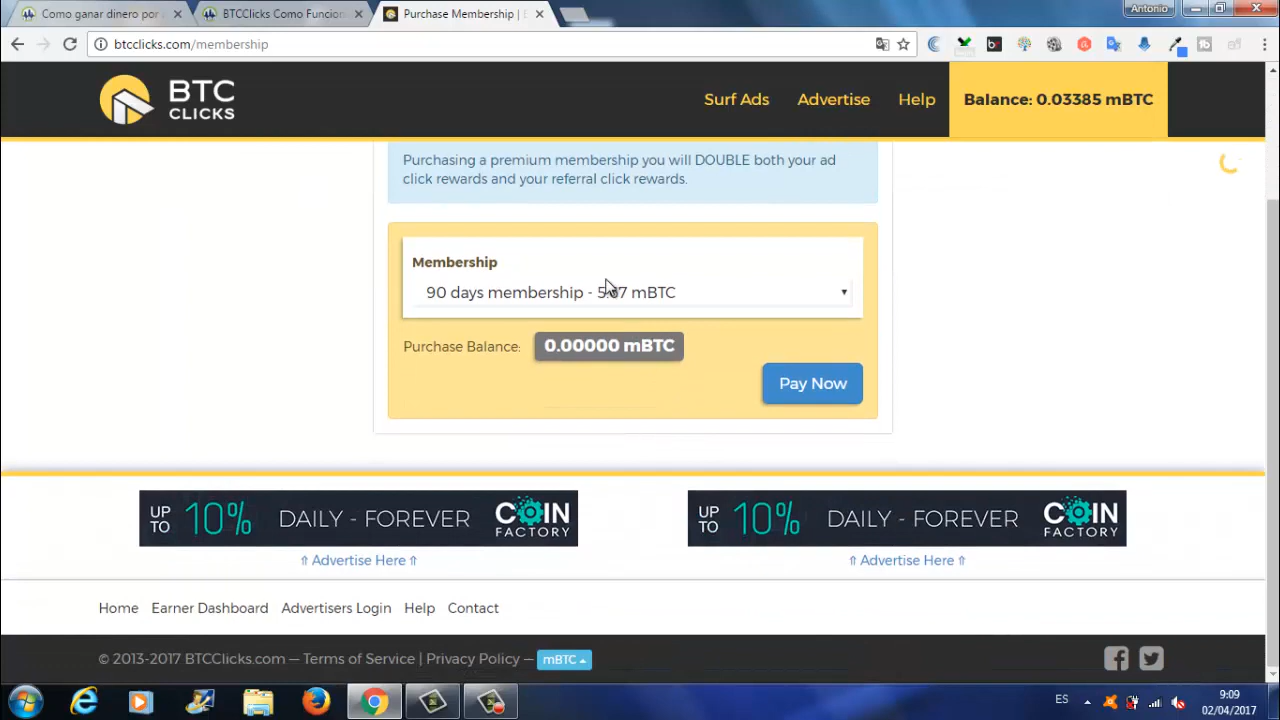 Como ganar dinero por
BTCClicks Como Funcion
Purchase Membership |
Antonio
btcclicks.com/membership
BTC
CLICKS
Surf Ads
Advertise
Help
Balance: 0.03385 mBTC
Purchasing a premium membership you will DOUBLE both your ad
click rewards and your referral click rewards.
Membership
90 days membership - mBTC
Purchase Balance: 0.00000 mBTC
Pay Now
UP TO 10% DAILY - FOREVER COIN FACTORY
UP TO 10% DAILY - FOREVER COIN FACTORY
⇑ Advertise Here ⇑
⇑ Advertise Here ⇑
Home Earner Dashboard Advertisers Login Help Contact
© 2013-2017 BTCClicks.com — Terms of Service | Privacy Policy — mBTC
ES
9:09
02/04/2017